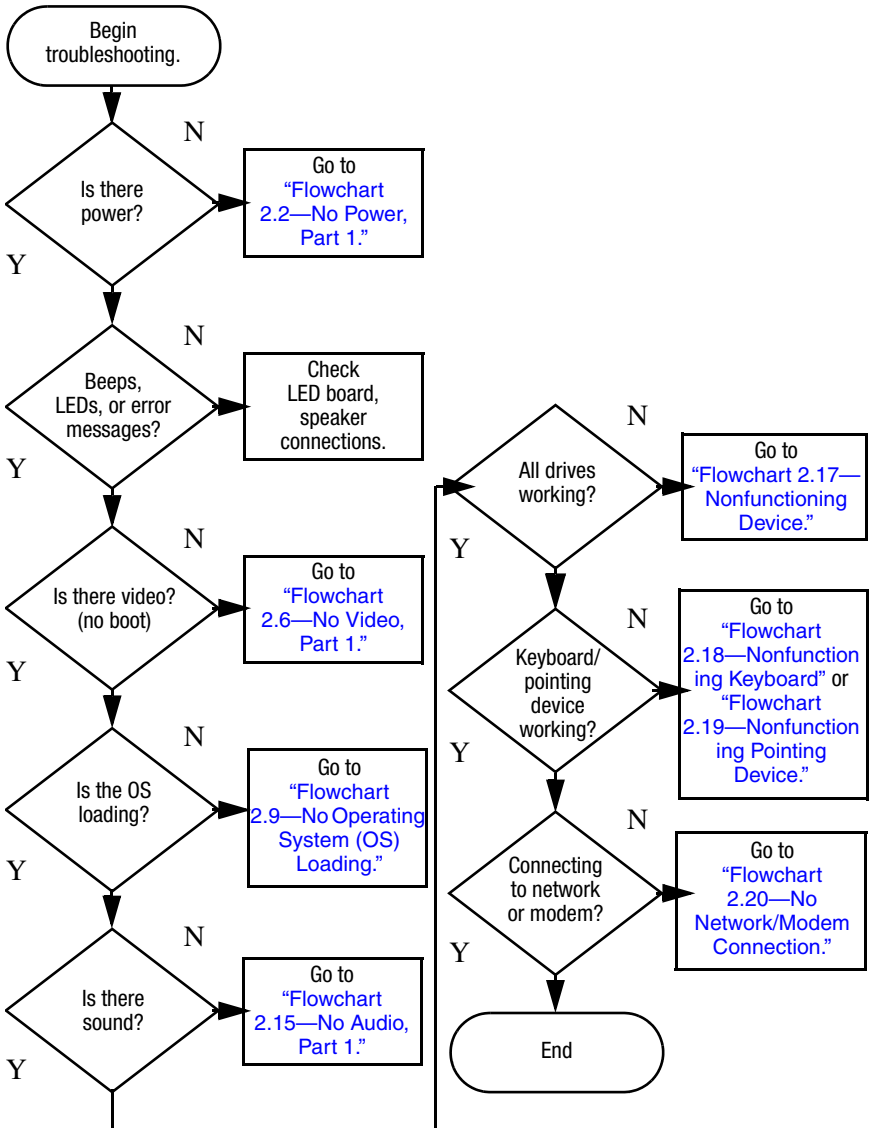 Begin
troubleshooting.
N
Is there
power?
Go to
“Flowchart
2.2—No Power,
Part 1.”
Y
N
Beeps,
LEDs, or error
messages?
Check
LED board,
speaker
connections.
Y
N
Is there video?
(no boot)
Go to
“Flowchart
2.6—No Video,
Part 1.”
Y
N
Is the OS
loading?
Go to
“Flowchart
2.9—No Operating
System (OS)
Loading.”
Y
N
Is there
sound?
Go to
“Flowchart
2.15—No Audio,
Part 1.”
Y
N
All drives
working?
Go to
“Flowchart 2.17—
Nonfunctioning
Device.”
Y
N
Keyboard/
pointing
device
working?
Go to
“Flowchart
2.18—Nonfunction
ing Keyboard” or
“Flowchart
2.19—Nonfunction
ing Pointing
Device.”
Y
N
Connecting
to network
or modem?
Go to
“Flowchart
2.20—No
Network/Modem
Connection.”
Y
End